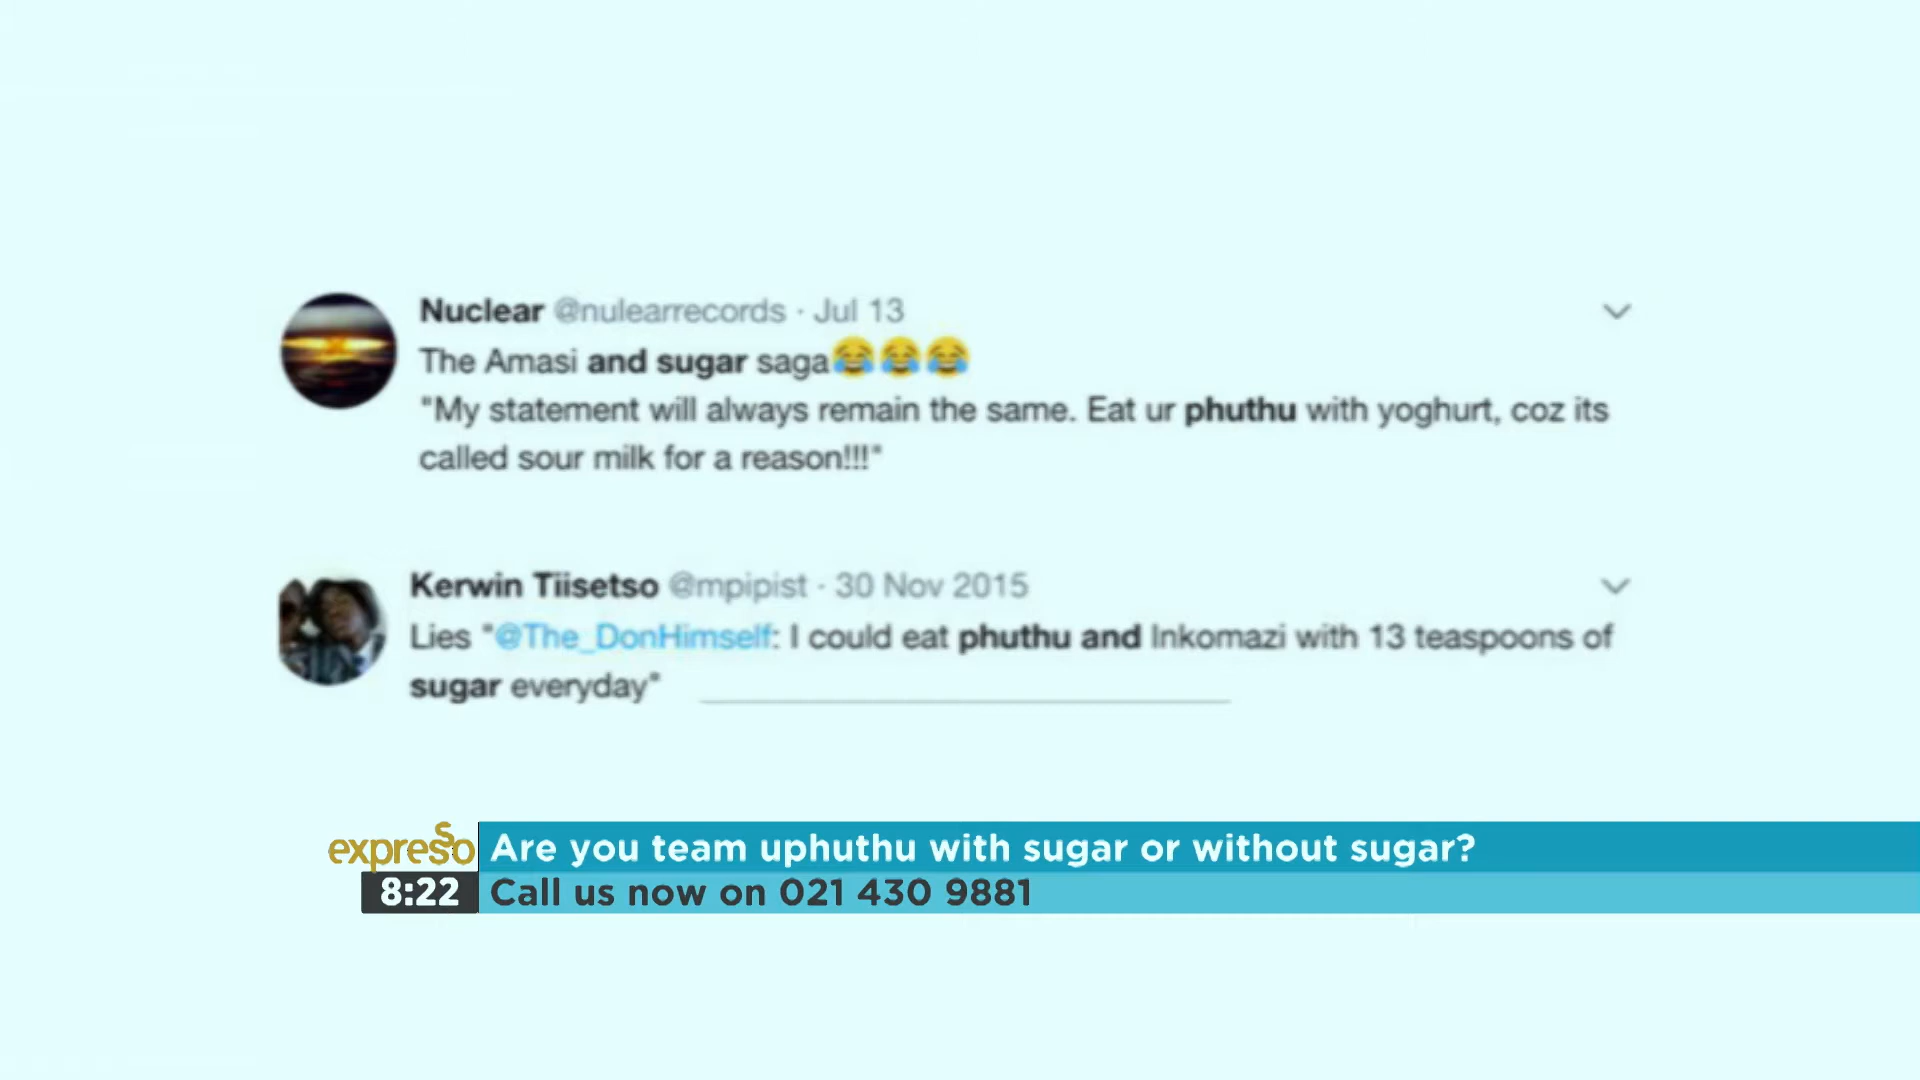 Nuclear @nulearrecords · Jul 13
The Amasi and sugar saga😂😂😂
"My statement will always remain the same. Eat ur phuthu with yoghurt, coz its
called sour milk for a reason!!!"
Kerwin Tiisetso @mpipist · 30 Nov 2015
Lies "@The_DonHimself: I could eat phuthu and Inkomazi with 13 teaspoons of
sugar everyday"
expresso Are you team uphuthu with sugar or without sugar?
8:22 Call us now on 021 430 9881